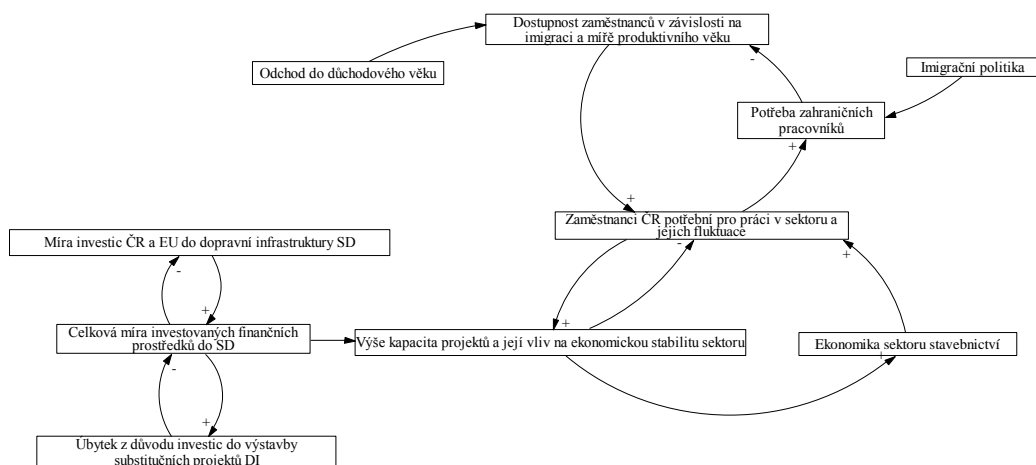 Dostupnost zaměstnanců v závislosti na
imigraci a míře produktivního věku
Odchod do důchodového věku
-
Imigrační politika
Potřeba zahraničních
pracovníků
+
+
Zaměstnanci ČR potřební pro práci v sektoru a
jejich fluktuace
-
Míra investic ČR a EU do dopravní infrastruktury SD
-
+
+
Celková míra investovaných finančních
prostředků do SD
+
Výše kapacita projektů a její vliv na ekonomickou stabilitu sektoru
Ekonomika sektoru stavebnictví
+
-
+
Úbytek z důvodu investic do výstavby
substitučních projektů DI